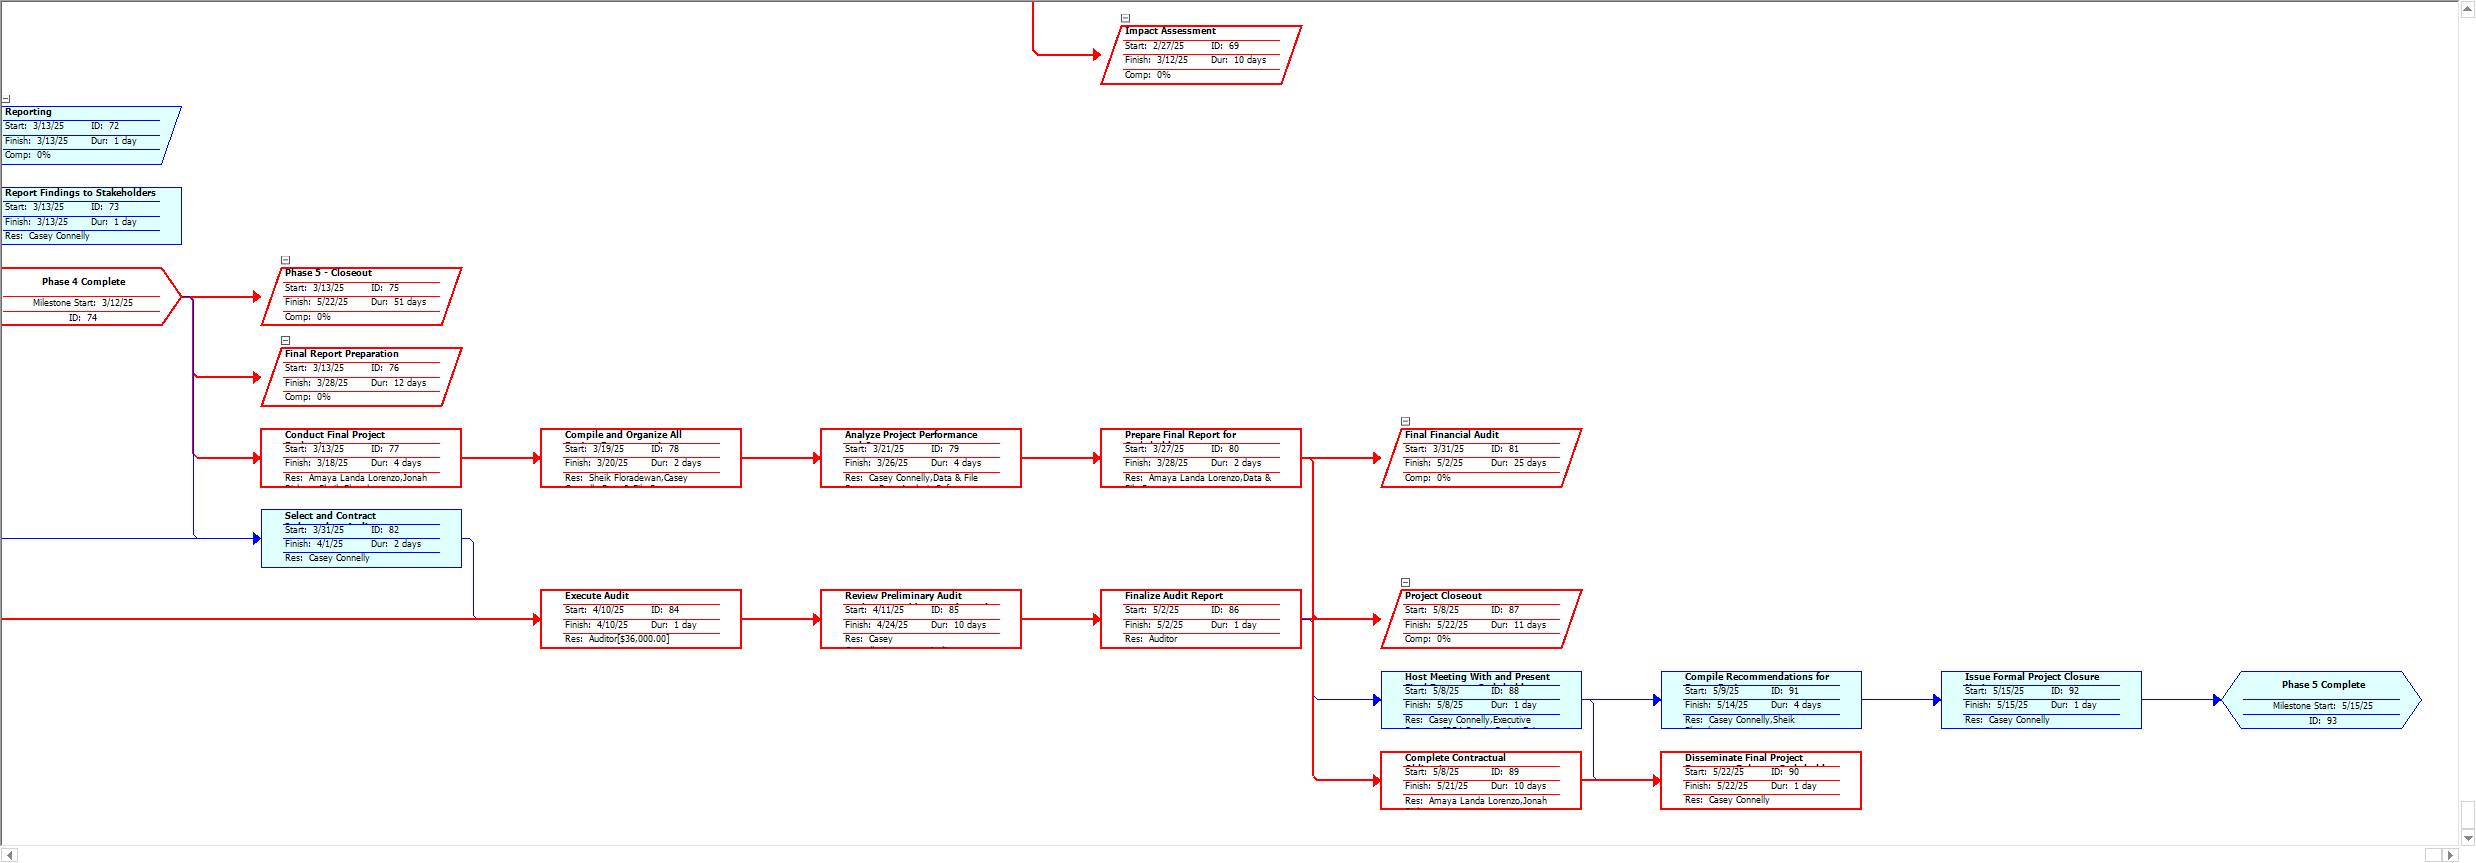 Impact Assessment
Start: 2/27/25 ID: 69
Finish: 3/12/25 Dur: 10 days
Comp: 0%
Reporting
Start: 3/13/25 ID: 72
Finish: 3/13/25 Dur: 1 day
Comp: 0%
Report Findings to Stakeholders
Start: 3/13/25 ID: 73
Finish: 3/13/25 Dur: 1 day
Res: Casey Connelly
Phase 4 Complete
Milestone Start: 3/12/25
ID: 74
Phase 5 - Closeout
Start: 3/13/25 ID: 75
Finish: 5/22/25 Dur: 51 days
Comp: 0%
Final Report Preparation
Start: 3/13/25 ID: 76
Finish: 3/28/25 Dur: 12 days
Comp: 0%
Conduct Final Project
Start: 3/13/25 ID: 77
Finish: 3/18/25 Dur: 4 days
Res: Amaya Landa Lorenzo,Jonah
Compile and Organize All
Start: 3/19/25 ID: 78
Finish: 3/20/25 Dur: 2 days
Res: Sheik Floradewan,Casey
Analyze Project Performance
Start: 3/21/25 ID: 79
Finish: 3/26/25 Dur: 4 days
Res: Casey Connelly,Data & File
Prepare Final Report for
Start: 3/27/25 ID: 80
Finish: 3/28/25 Dur: 2 days
Res: Amaya Landa Lorenzo,Data &
Final Financial Audit
Start: 3/31/25 ID: 81
Finish: 5/2/25 Dur: 25 days
Comp: 0%
Select and Contract
Start: 3/31/25 ID: 82
Finish: 4/1/25 Dur: 2 days
Res: Casey Connelly
Execute Audit
Start: 4/10/25 ID: 84
Finish: 4/10/25 Dur: 1 day
Res: Auditor[$36,000.00]
Review Preliminary Audit
Start: 4/11/25 ID: 85
Finish: 4/24/25 Dur: 10 days
Res: Casey
Finalize Audit Report
Start: 5/2/25 ID: 86
Finish: 5/2/25 Dur: 1 day
Res: Auditor
Project Closeout
Start: 5/8/25 ID: 87
Finish: 5/22/25 Dur: 11 days
Comp: 0%
Host Meeting With and Present
Start: 5/8/25 ID: 88
Finish: 5/8/25 Dur: 1 day
Res: Casey Connelly,Executive
Compile Recommendations for
Start: 5/9/25 ID: 91
Finish: 5/14/25 Dur: 4 days
Res: Casey Connelly,Sheik
Issue Formal Project Closure
Start: 5/15/25 ID: 92
Finish: 5/15/25 Dur: 1 day
Res: Casey Connelly
Phase 5 Complete
Milestone Start: 5/15/25
ID: 93
Complete Contractual
Start: 5/8/25 ID: 89
Finish: 5/21/25 Dur: 10 days
Res: Amaya Landa Lorenzo,Jonah
Disseminate Final Project
Start: 5/22/25 ID: 90
Finish: 5/22/25 Dur: 1 day
Res: Casey Connelly